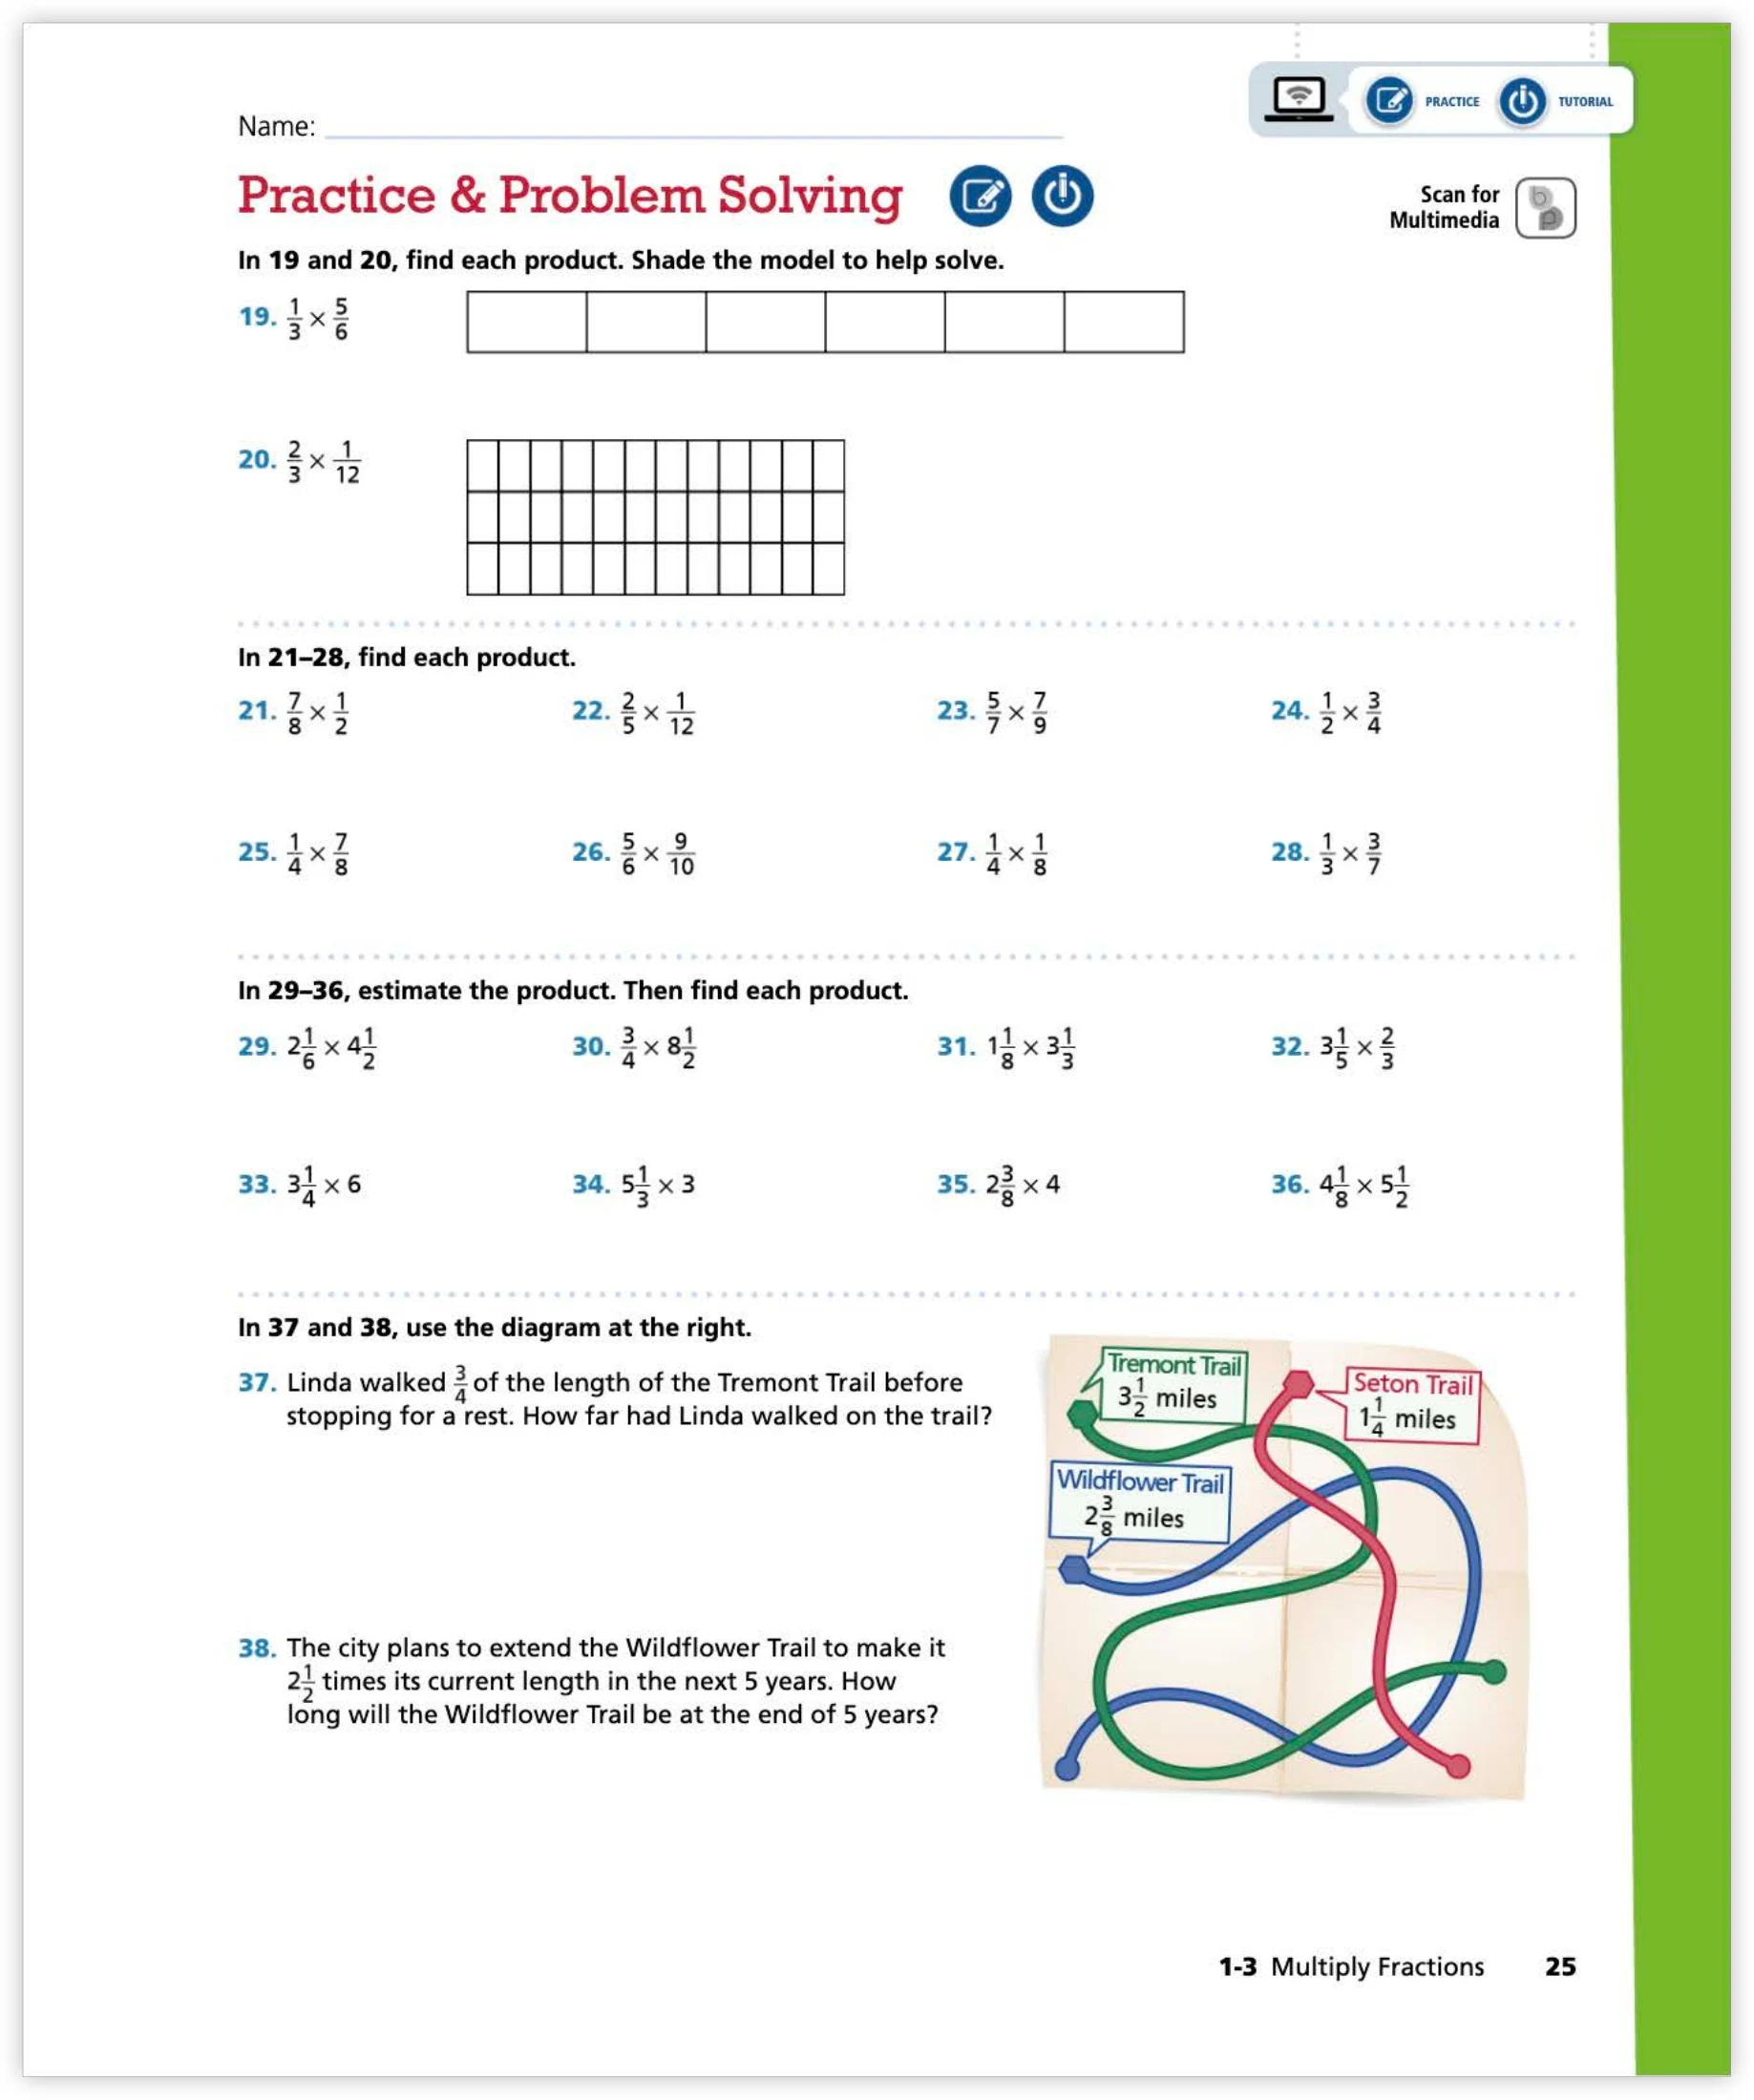 PRACTICE TUTORIAL
Name:
Practice & Problem Solving
Scan for
Multimedia
In 19 and 20, find each product. Shade the model to help solve.
19. 1/3 × 5/6
20. 2/3 × 1/12
In 21–28, find each product.
21. 7/8 × 1/2 22. 2/5 × 1/12 23. 5/7 × 7/9 24. 1/2 × 3/4
25. 1/4 × 7/8 26. 5/6 × 9/10 27. 1/4 × 1/8 28. 1/3 × 3/7
In 29–36, estimate the product. Then find each product.
29. 2 1/6 × 4 1/2 30. 3/4 × 8 1/2 31. 1 1/8 × 3 1/3 32. 3 1/5 × 2/3
33. 3 1/4 × 6 34. 5 1/3 × 3 35. 2 3/8 × 4 36. 4 1/8 × 5 1/2
In 37 and 38, use the diagram at the right.
37. Linda walked 3/4 of the length of the Tremont Trail before
stopping for a rest. How far had Linda walked on the trail?
Tremont Trail
3 1/2 miles
Seton Trail
1 1/4 miles
Wildflower Trail
2 3/8 miles
38. The city plans to extend the Wildflower Trail to make it
2 1/2 times its current length in the next 5 years. How
long will the Wildflower Trail be at the end of 5 years?
1-3 Multiply Fractions 25